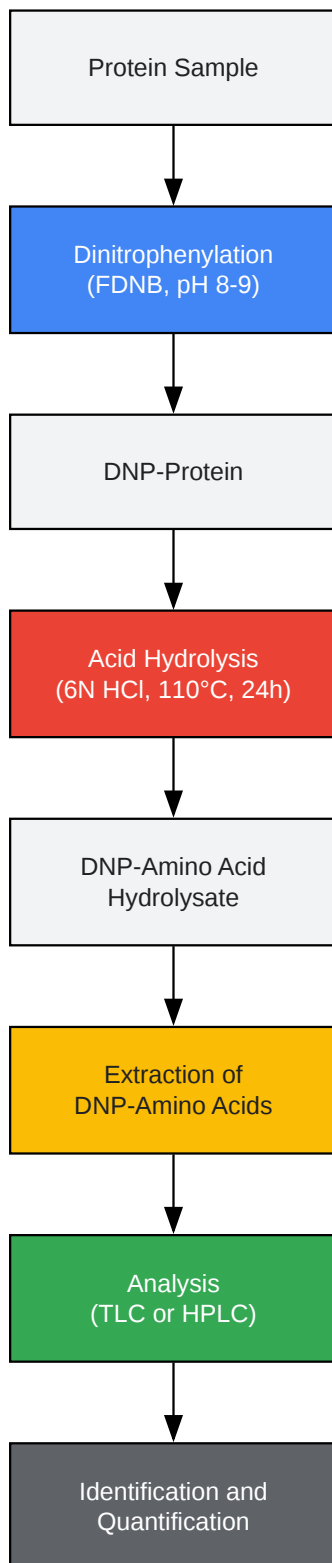 Protein Sample
Dinitrophenylation
(FDNB, pH 8-9)
DNP-Protein
Acid Hydrolysis
(6N HCl, 110°C, 24h)
DNP-Amino Acid
Hydrolysate
Extraction of
DNP-Amino Acids
Analysis
(TLC or HPLC)
Identification and
Quantification